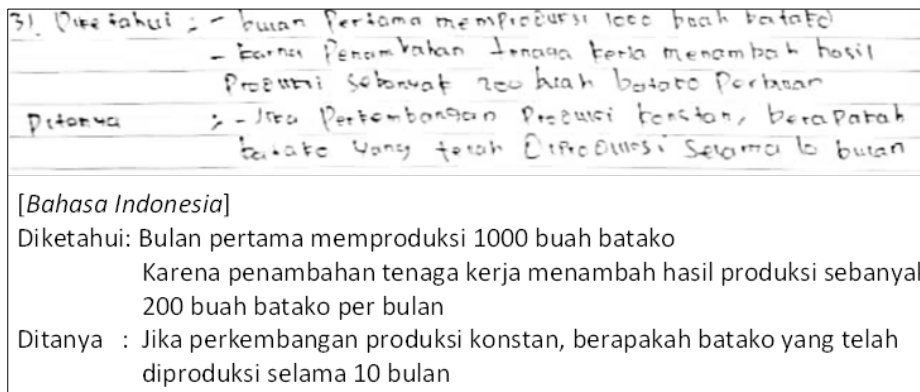 3). Diketahui : - bulan Pertama memproduksi 1000 buah batako
- karna Penambahan tenaga kerja menambah hasil
Produksi sebanyak 200 buah batako Perbulan
Ditanya : - Jika Perkembangan Produksi konstan, berapakah
batako yang telah Diproduksi selama 10 bulan
[Bahasa Indonesia]
Diketahui: Bulan pertama memproduksi 1000 buah batako
Karena penambahan tenaga kerja menambah hasil produksi sebanyak
200 buah batako per bulan
Ditanya : Jika perkembangan produksi konstan, berapakah batako yang telah
diproduksi selama 10 bulan